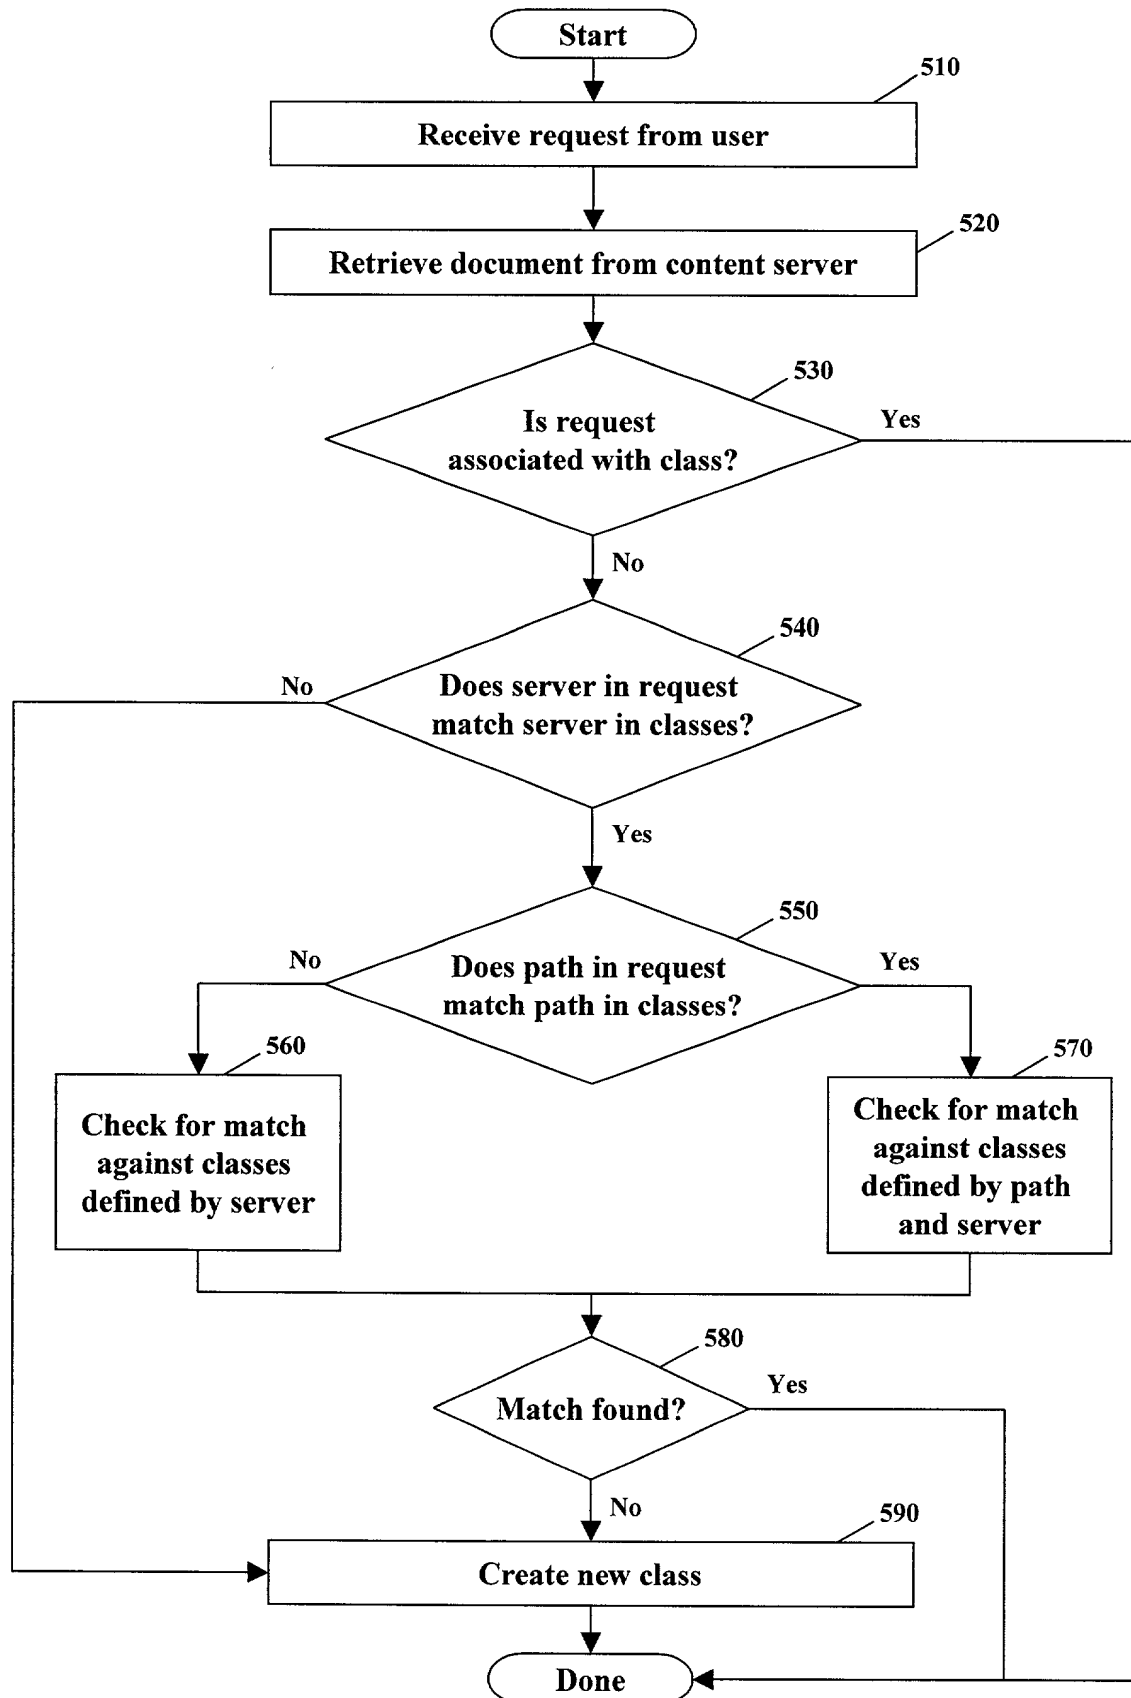 Start
510
Receive request from user
520
Retrieve document from content server
530
Is request
associated with class?
Yes
No
540
Does server in request
match server in classes?
No
Yes
550
Does path in request
match path in classes?
No
Yes
560
Check for match
against classes
defined by server
570
Check for match
against classes
defined by path
and server
580
Match found?
Yes
No
590
Create new class
Done